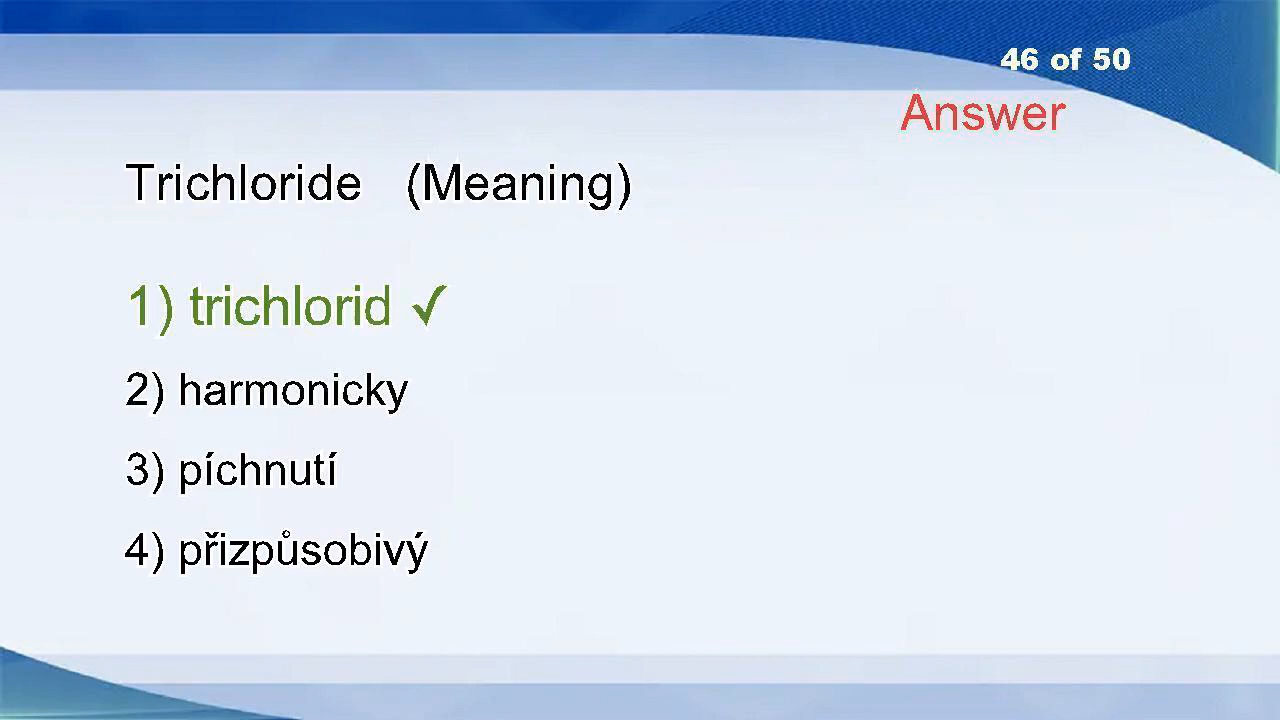 46 of 50
Answer
Trichloride (Meaning)
1) trichlorid ✓
2) harmonicky
3) píchnutí
4) přizpůsobivý